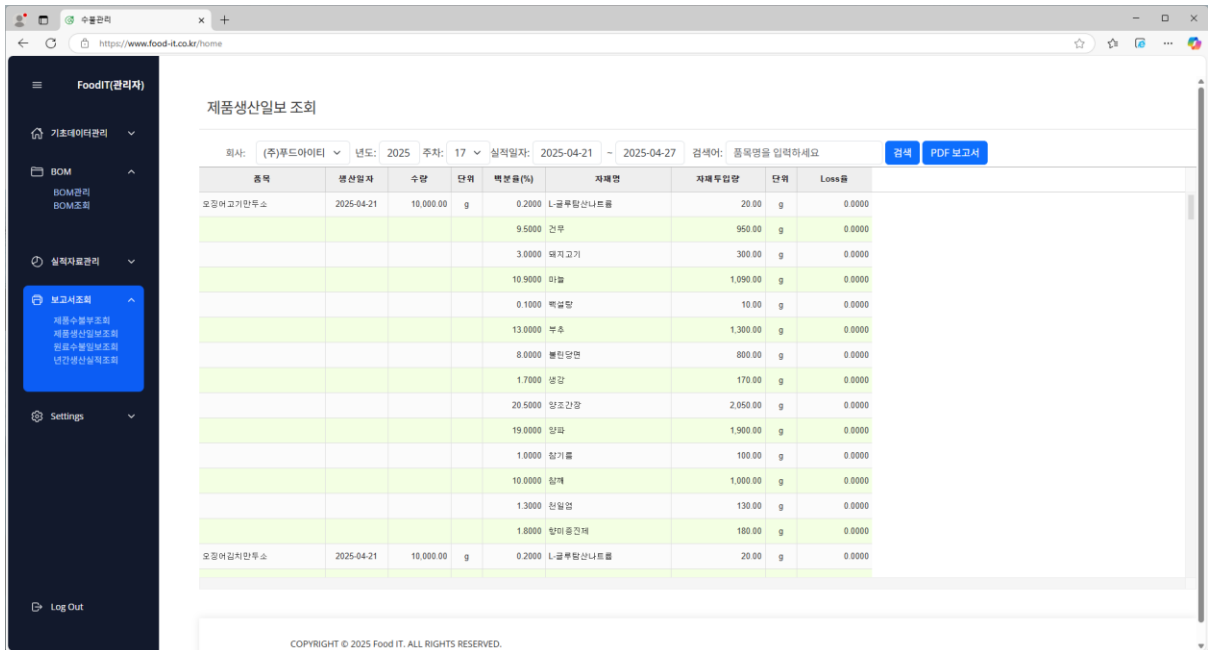 수불관리
https://www.food-it.co.kr/home
FoodIT(관리자)
기초데이터관리
BOM
BOM관리
BOM조회
실적자료관리
보고서조회
제품수불부조회
제품생산일보조회
원료수불일보조회
년간생산실적조회
Settings
Log Out
제품생산일보 조회
회사: (주)푸드아이티 년도: 2025 주차: 17 실적일자: 2025-04-21 ~ 2025-04-27 검색어: 품목명을 입력하세요 검색 PDF 보고서
품목 생산일자 수량 단위 백분율(%) 자재명 자재투입량 단위 Loss율
오징어고기만두소 2025-04-21 10,000.00 g 0.2000 L-글루탐산나트륨 20.00 g 0.0000
9.5000 건무 950.00 g 0.0000
3.0000 돼지고기 300.00 g 0.0000
10.9000 마늘 1,090.00 g 0.0000
0.1000 백설탕 10.00 g 0.0000
13.0000 부추 1,300.00 g 0.0000
8.0000 불린당면 800.00 g 0.0000
1.7000 생강 170.00 g 0.0000
20.5000 양조간장 2,050.00 g 0.0000
19.0000 양파 1,900.00 g 0.0000
1.0000 참기름 100.00 g 0.0000
10.0000 참깨 1,000.00 g 0.0000
1.3000 천일염 130.00 g 0.0000
1.8000 향미증진제 180.00 g 0.0000
오징어김치만두소 2025-04-21 10,000.00 g 0.2000 L-글루탐산나트륨 20.00 g 0.0000
COPYRIGHT © 2025 Food IT. ALL RIGHTS RESERVED.